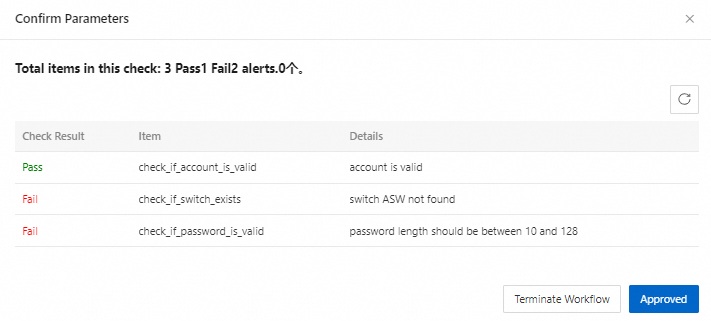 Confirm Parameters
Total items in this check: 3 Pass1 Fail2 alerts.0个。
Check Result Item Details
Pass check_if_account_is_valid account is valid
Fail check_if_switch_exists switch ASW not found
Fail check_if_password_is_valid password length should be between 10 and 128
Terminate Workflow Approved